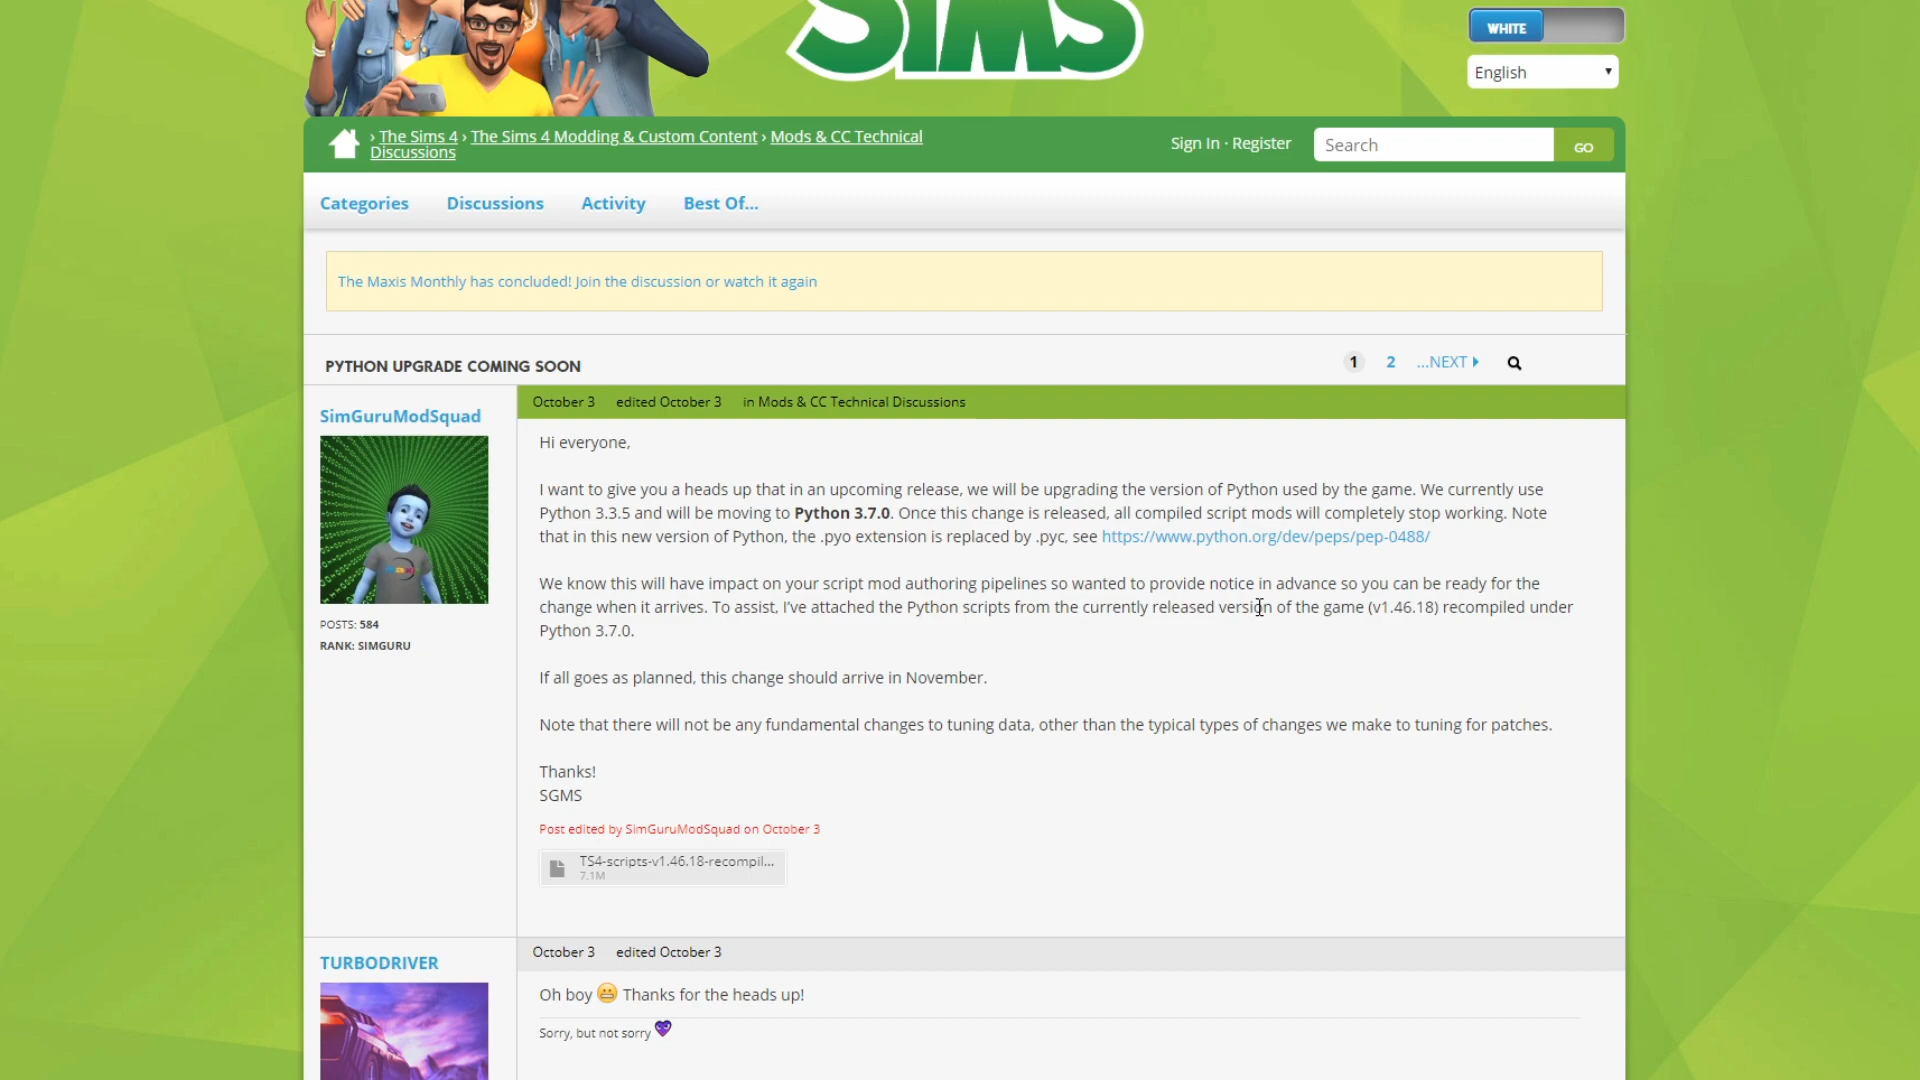 SIMS
WHITE
English
› The Sims 4 › The Sims 4 Modding & Custom Content › Mods & CC Technical
Discussions
Sign In · Register
Search
GO
Categories
Discussions
Activity
Best Of...
The Maxis Monthly has concluded! Join the discussion or watch it again
PYTHON UPGRADE COMING SOON
1
2
...NEXT
SimGuruModSquad
POSTS: 584
RANK: SIMGURU
October 3 edited October 3 in Mods & CC Technical Discussions
Hi everyone,
I want to give you a heads up that in an upcoming release, we will be upgrading the version of Python used by the game. We currently use
Python 3.3.5 and will be moving to Python 3.7.0. Once this change is released, all compiled script mods will completely stop working. Note
that in this new version of Python, the .pyo extension is replaced by .pyc, see https://www.python.org/dev/peps/pep-0488/
We know this will have impact on your script mod authoring pipelines so wanted to provide notice in advance so you can be ready for the
change when it arrives. To assist, I've attached the Python scripts from the currently released version of the game (v1.46.18) recompiled under
Python 3.7.0.
If all goes as planned, this change should arrive in November.
Note that there will not be any fundamental changes to tuning data, other than the typical types of changes we make to tuning for patches.
Thanks!
SGMS
Post edited by SimGuruModSquad on October 3
TS4-scripts-v1.46.18-recompil...
7.1M
TURBODRIVER
October 3 edited October 3
Oh boy 😬 Thanks for the heads up!
Sorry, but not sorry 💜